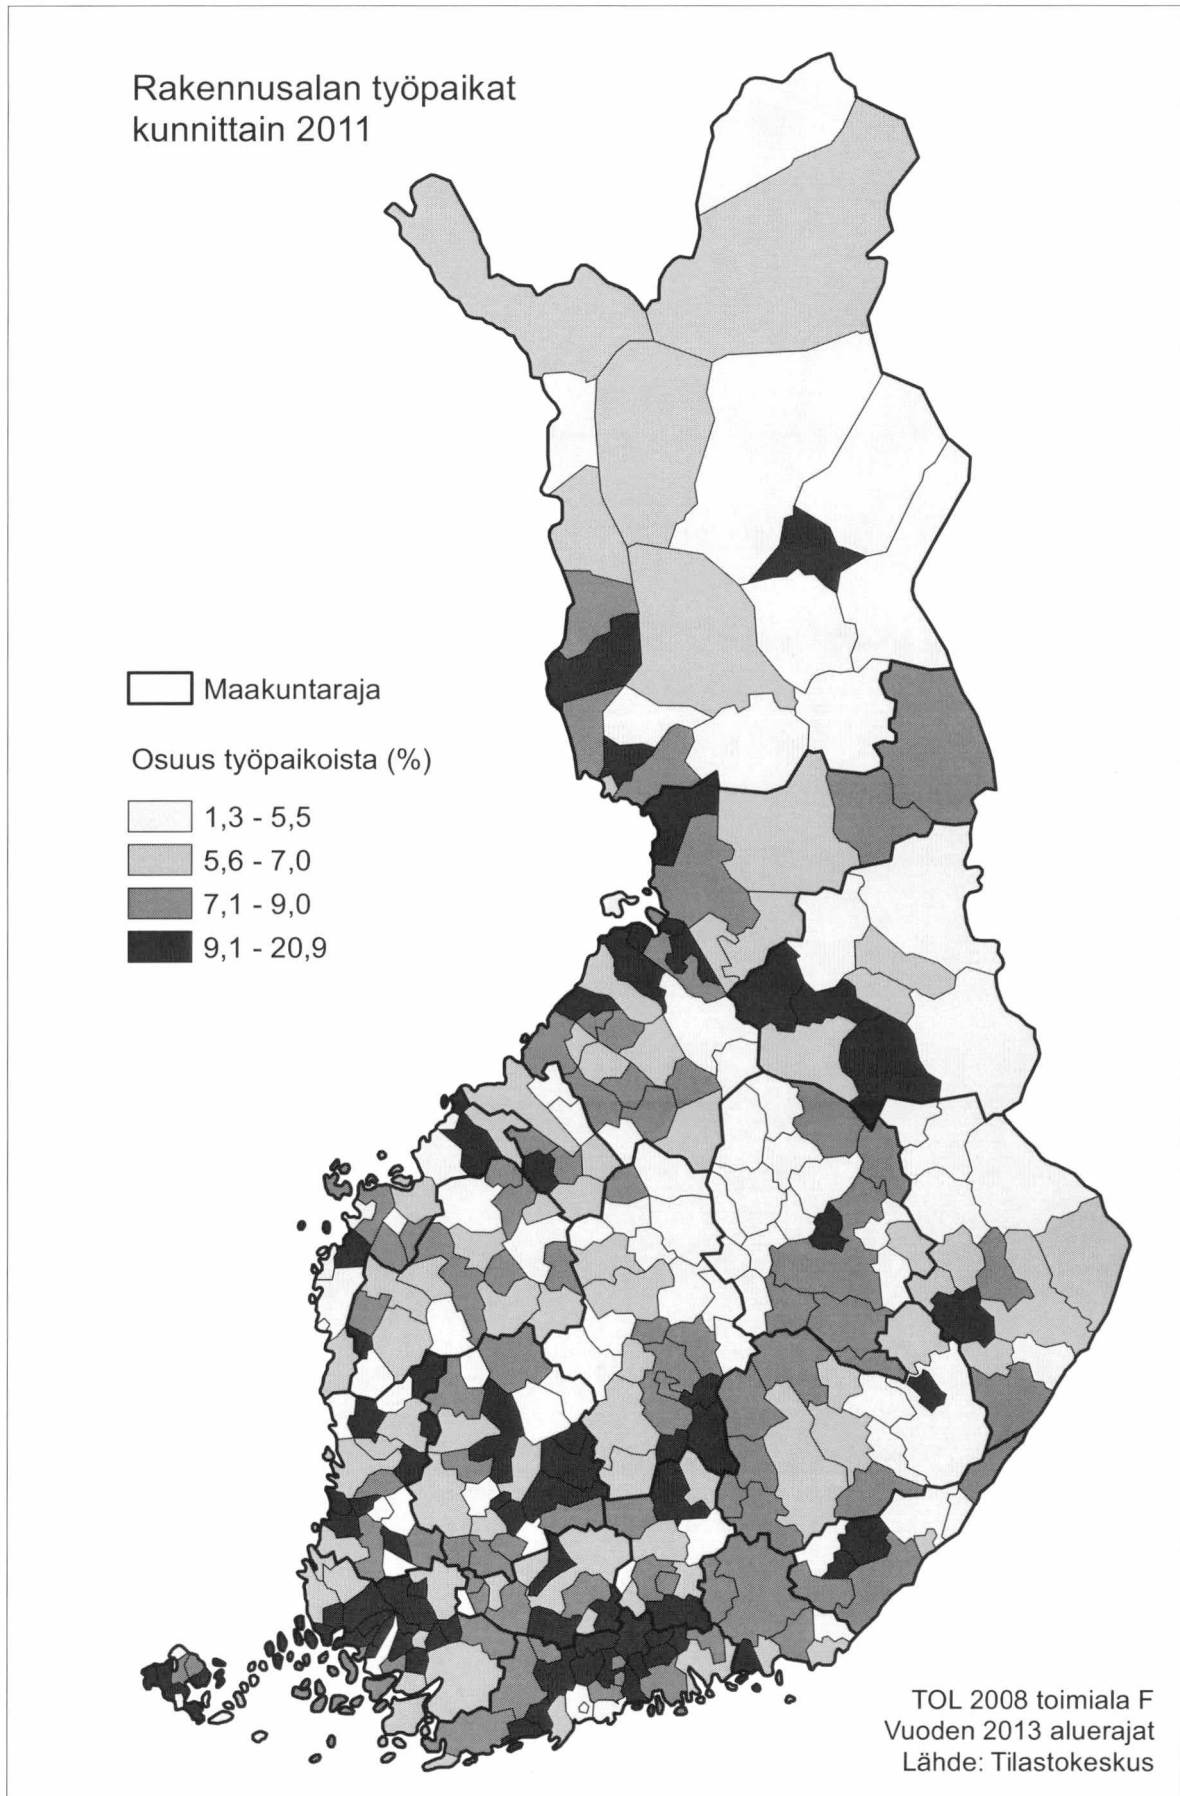 Rakennusalan työpaikat
kunnittain 2011
Maakuntaraja
Osuus työpaikoista (%)
1,3 - 5,5
5,6 - 7,0
7,1 - 9,0
9,1 - 20,9
TOL 2008 toimiala F
Vuoden 2013 aluerajat
Lähde: Tilastokeskus